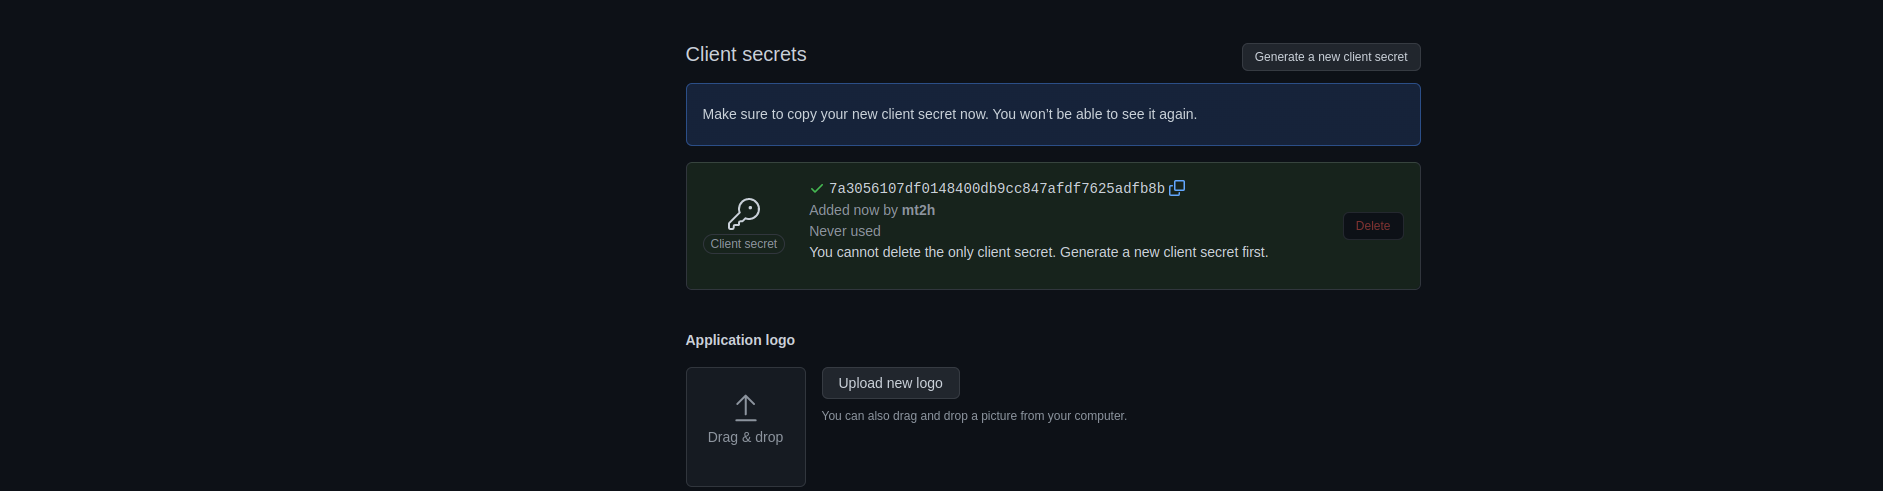 Client secrets
Generate a new client secret
Make sure to copy your new client secret now. You won't be able to see it again.
7a3056107df0148400db9cc847afdf7625adfb8b
Added now by mt2h
Never used
Client secret
You cannot delete the only client secret. Generate a new client secret first.
Delete
Application logo
Drag & drop
Upload new logo
You can also drag and drop a picture from your computer.